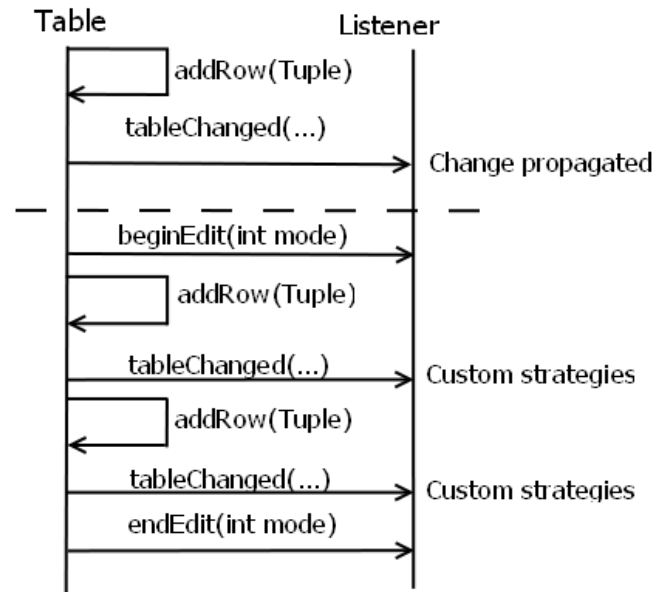 Table
Listener
addRow(Tuple)
tableChanged(...)
Change propagated
beginEdit(int mode)
addRow(Tuple)
tableChanged(...)
Custom strategies
addRow(Tuple)
tableChanged(...)
Custom strategies
endEdit(int mode)